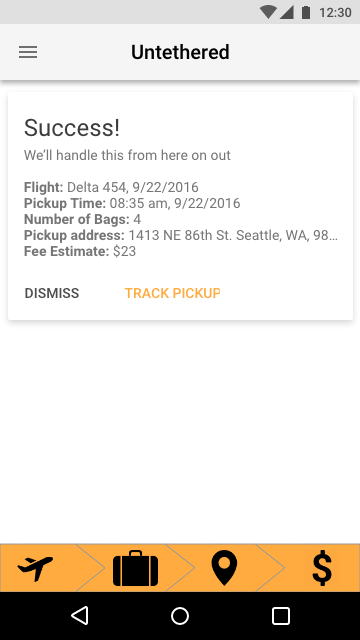 12:30
Untethered
Success!
We'll handle this from here on out
Flight: Delta 454, 9/22/2016
Pickup Time: 08:35 am, 9/22/2016
Number of Bags: 4
Pickup address: 1413 NE 86th St. Seattle, WA, 98…
Fee Estimate: $23
DISMISS TRACK PICKUP
$